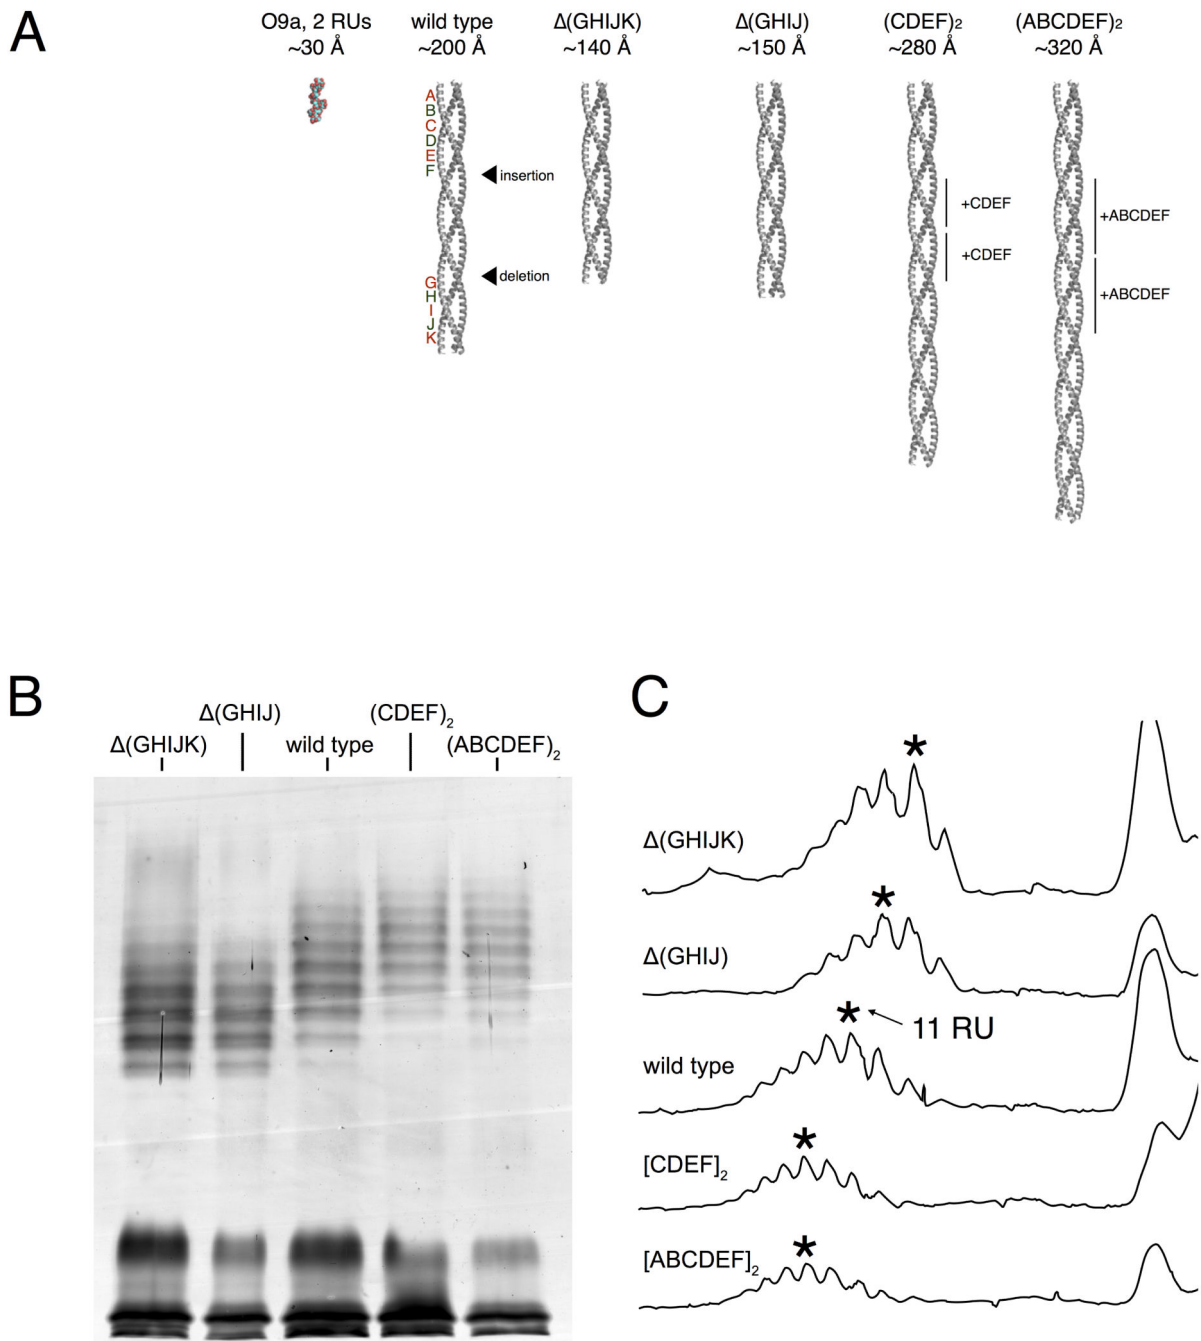 A
O9a, 2 RUs
~30 Å
wild type
~200 Å
Δ(GHIJK)
~140 Å
Δ(GHIJ)
~150 Å
(CDEF)₂
~280 Å
(ABCDEF)₂
~320 Å
A
B
C
D
E
F
insertion
deletion
G
H
I
J
K
+CDEF
+CDEF
+ABCDEF
+ABCDEF
B
Δ(GHIJK)
Δ(GHIJ)
wild type
(CDEF)₂
(ABCDEF)₂
C
*
Δ(GHIJK)
*
Δ(GHIJ)
* 11 RU
wild type
*
[CDEF]₂
*
[ABCDEF]₂